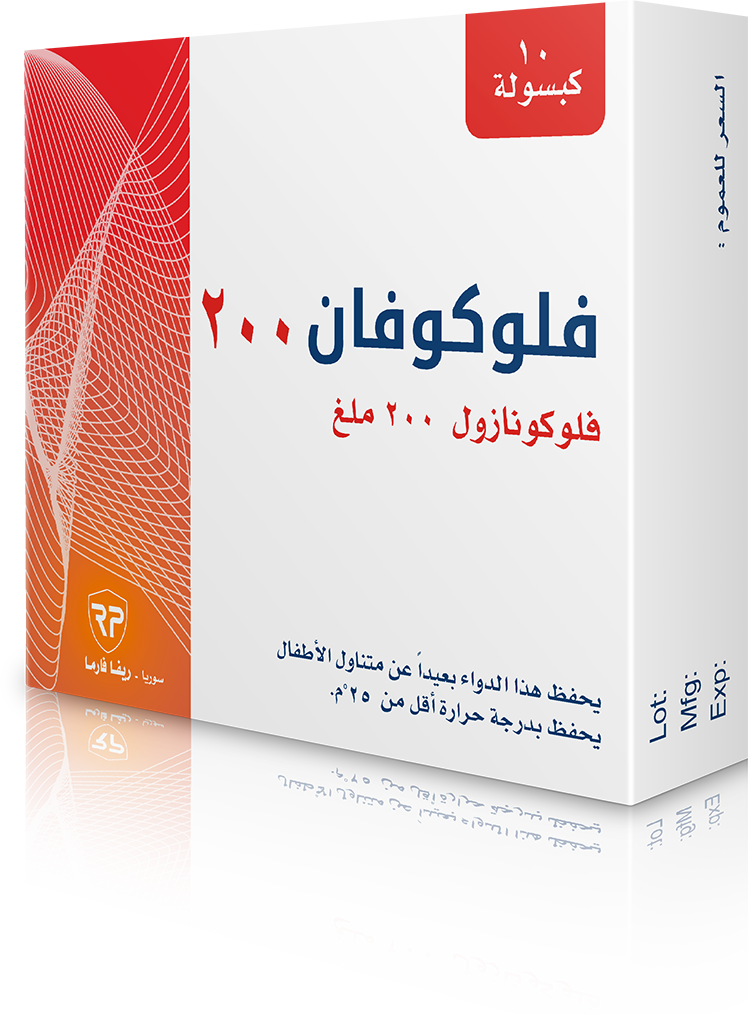 ١٠
كبسولة
فلوكوفان ٢٠٠
فلوكونازول ٢٠٠ ملغ
يحفظ هذا الدواء بعيداً عن متناول الأطفال
يحفظ بدرجة حرارة أقل من ٢٥°م.
RP
سوريا - ريفا فارما
السعر للعموم :
Lot:
Mfg:
Exp: